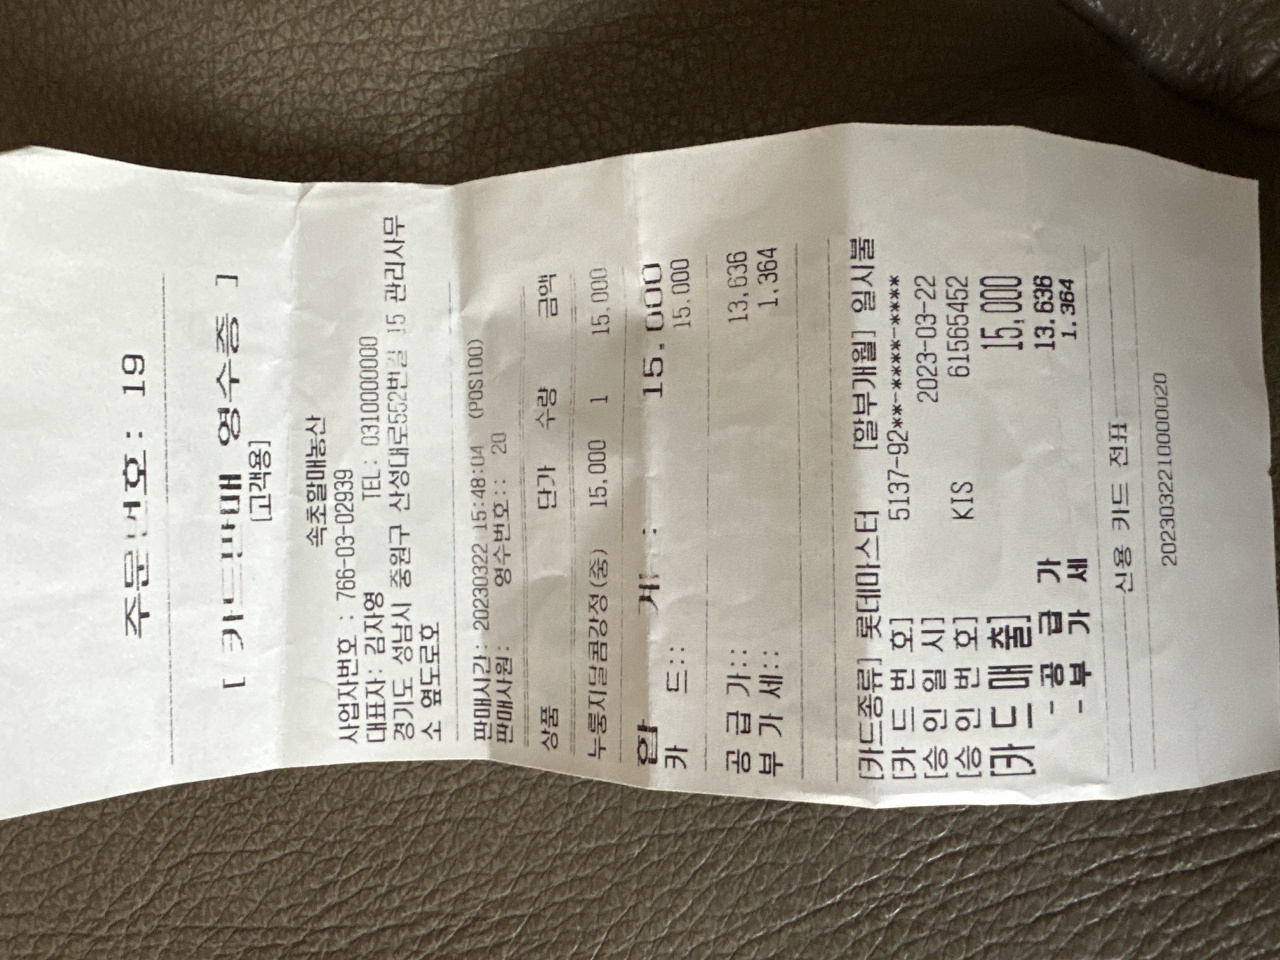 주문번호: 19
[ 카드판매 영수증 ]
[고객용]
속초할매농산
사업자번호 : 766-03-02939
대표자: 김자영 TEL: 0310000000
경기도 성남시 중원구 산성대로552번길 15 관리사무
소 옆도로호
판매시간: 20230322 15:48:04 (POS100)
판매사원: 영수번호:: 20
상품 단가 수량 금액
누룽지달콤강정(중) 15,000 1 15,000
합 계 : 15,000
카 드:: 15,000
공 급 가:: 13,636
부 가 세:: 1,364
[카드종류] 롯데마스터 [할부개월] 일시불
[카 드 번 호] 5137-92**-****-****
[승 인 일 시] 2023-03-22
[승 인 번 호] KIS 61565452
[카 드 매 출] 15,000
- 공 급 가 13,636
- 부 가 세 1,364
신용 카드 전표
2023032210000020